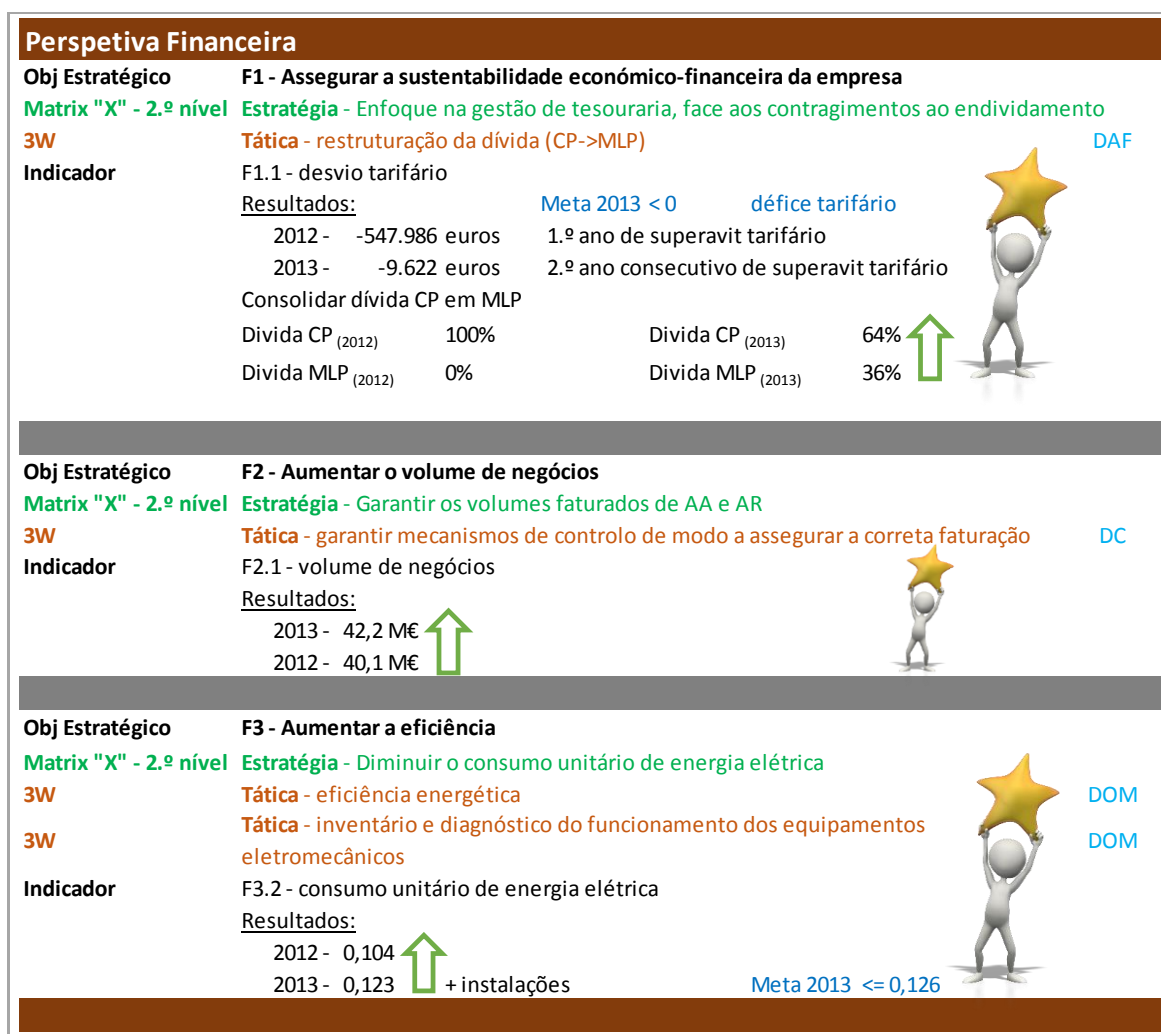 Perspetiva Financeira
Obj Estratégico F1 - Assegurar a sustentabilidade económico-financeira da empresa
Matrix "X" - 2.º nível Estratégia - Enfoque na gestão de tesouraria, face aos contragimentos ao endividamento
3W Tática - restruturação da dívida (CP->MLP) DAF
Indicador F1.1 - desvio tarifário
Resultados: Meta 2013 < 0 défice tarifário
2012 - -547.986 euros 1.º ano de superavit tarifário
2013 - -9.622 euros 2.º ano consecutivo de superavit tarifário
Consolidar dívida CP em MLP
Divida CP (2012) 100% Divida CP (2013) 64%
Divida MLP (2012) 0% Divida MLP (2013) 36%
Obj Estratégico F2 - Aumentar o volume de negócios
Matrix "X" - 2.º nível Estratégia - Garantir os volumes faturados de AA e AR
3W Tática - garantir mecanismos de controlo de modo a assegurar a correta faturação DC
Indicador F2.1 - volume de negócios
Resultados:
2013 - 42,2 M€
2012 - 40,1 M€
Obj Estratégico F3 - Aumentar a eficiência
Matrix "X" - 2.º nível Estratégia - Diminuir o consumo unitário de energia elétrica
3W Tática - eficiência energética DOM
3W Tática - inventário e diagnóstico do funcionamento dos equipamentos DOM
eletromecânicos
Indicador F3.2 - consumo unitário de energia elétrica
Resultados:
2012 - 0,104
2013 - 0,123 + instalações Meta 2013 <= 0,126